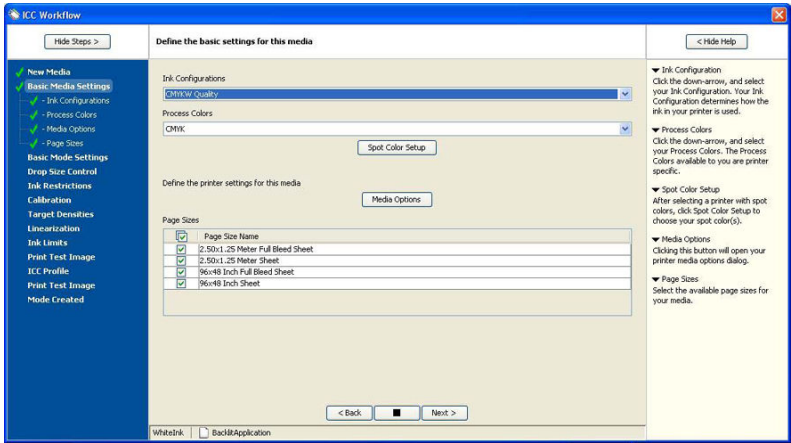 ICC Workflow
Hide Steps >
Define the basic settings for this media
< Hide Help
New Media
Basic Media Settings
- Ink Configurations
- Process Colors
- Media Options
- Page Sizes
Basic Mode Settings
Drop Size Control
Ink Restrictions
Calibration
Target Densities
Linearization
Ink Limits
Print Test Image
ICC Profile
Print Test Image
Mode Created
Ink Configurations
CMYKW Quality
Process Colors
CMYK
Spot Color Setup
Define the printer settings for this media
Media Options
Page Sizes
Page Size Name
2.50x1.25 Meter Full Bleed Sheet
2.50x1.25 Meter Sheet
96x48 Inch Full Bleed Sheet
96x48 Inch Sheet
< Back
Next >
WhiteInk
BacklitApplication
Ink Configuration
Click the down-arrow, and select
your Ink Configuration. Your Ink
Configuration determines how the
ink in your printer is used.
Process Colors
Click the down-arrow, and select
your Process Colors. The Process
Colors available to you are printer
specific.
Spot Color Setup
After selecting a printer with spot
colors, click Spot Color Setup to
choose your spot color(s).
Media Options
Clicking this button will open your
printer media options dialog.
Page Sizes
Select the available page sizes for
your media.